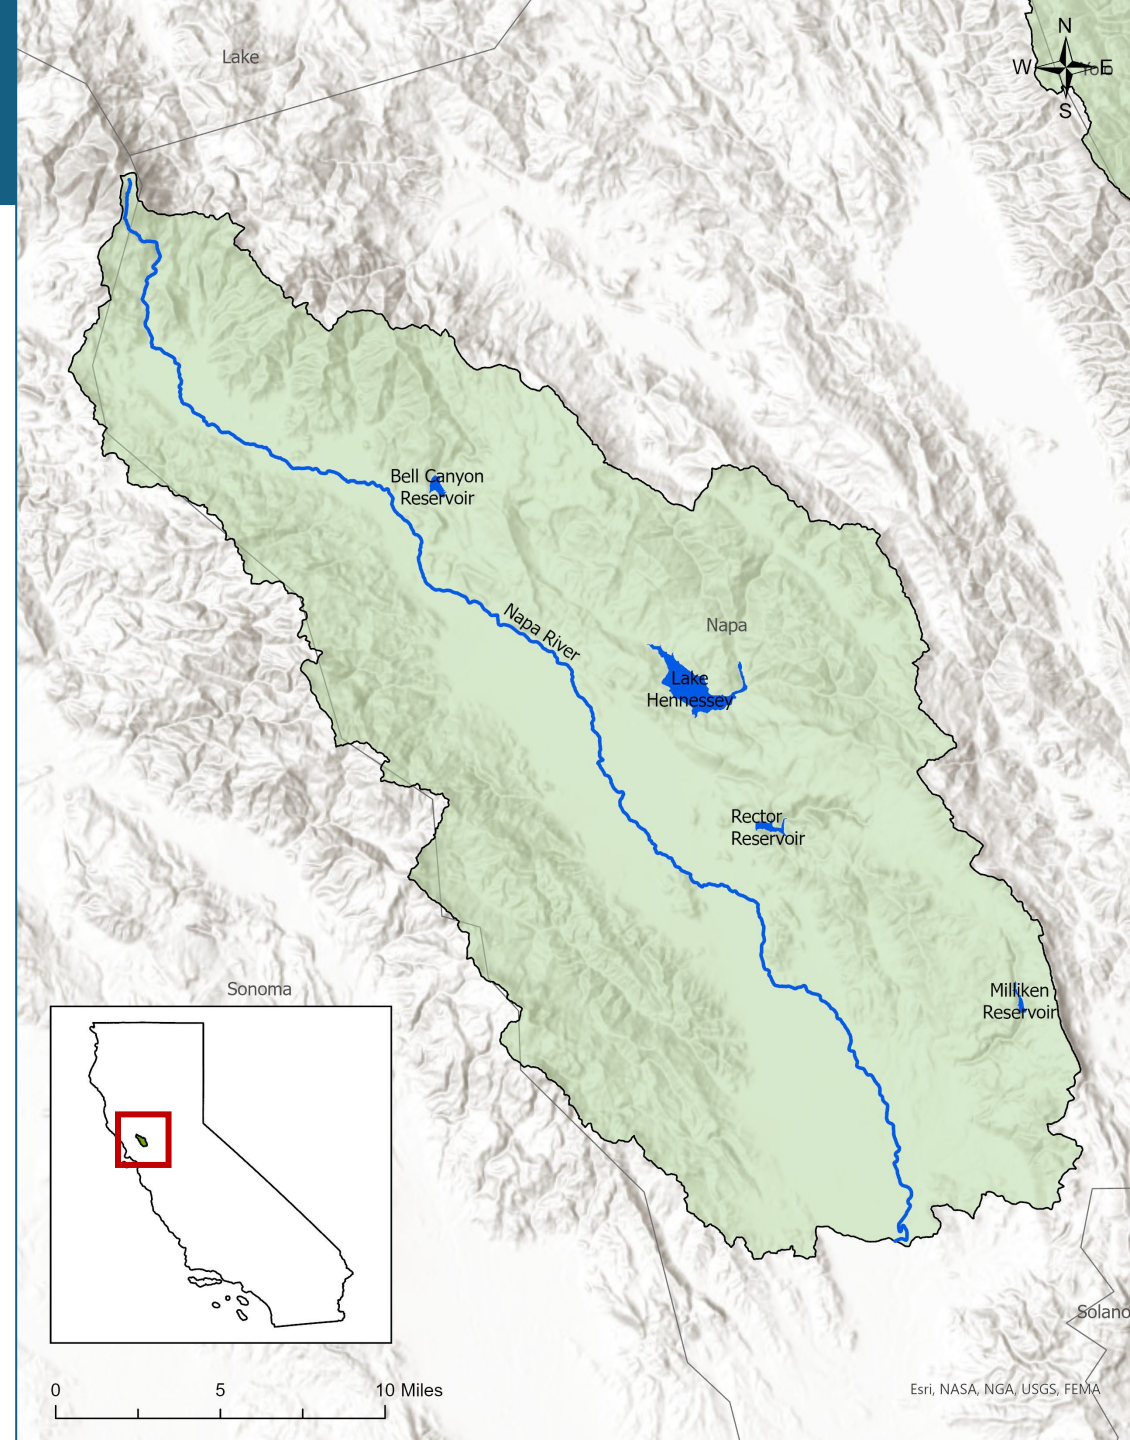 Lake
N
W
E
Yolo
S
Bell Canyon
Reservoir
Napa River
Napa
Lake
Hennessey
Rector
Reservoir
Milliken
Reservoir
Sonoma
Solano
0
5
10 Miles
Esri, NASA, NGA, USGS, FEMA